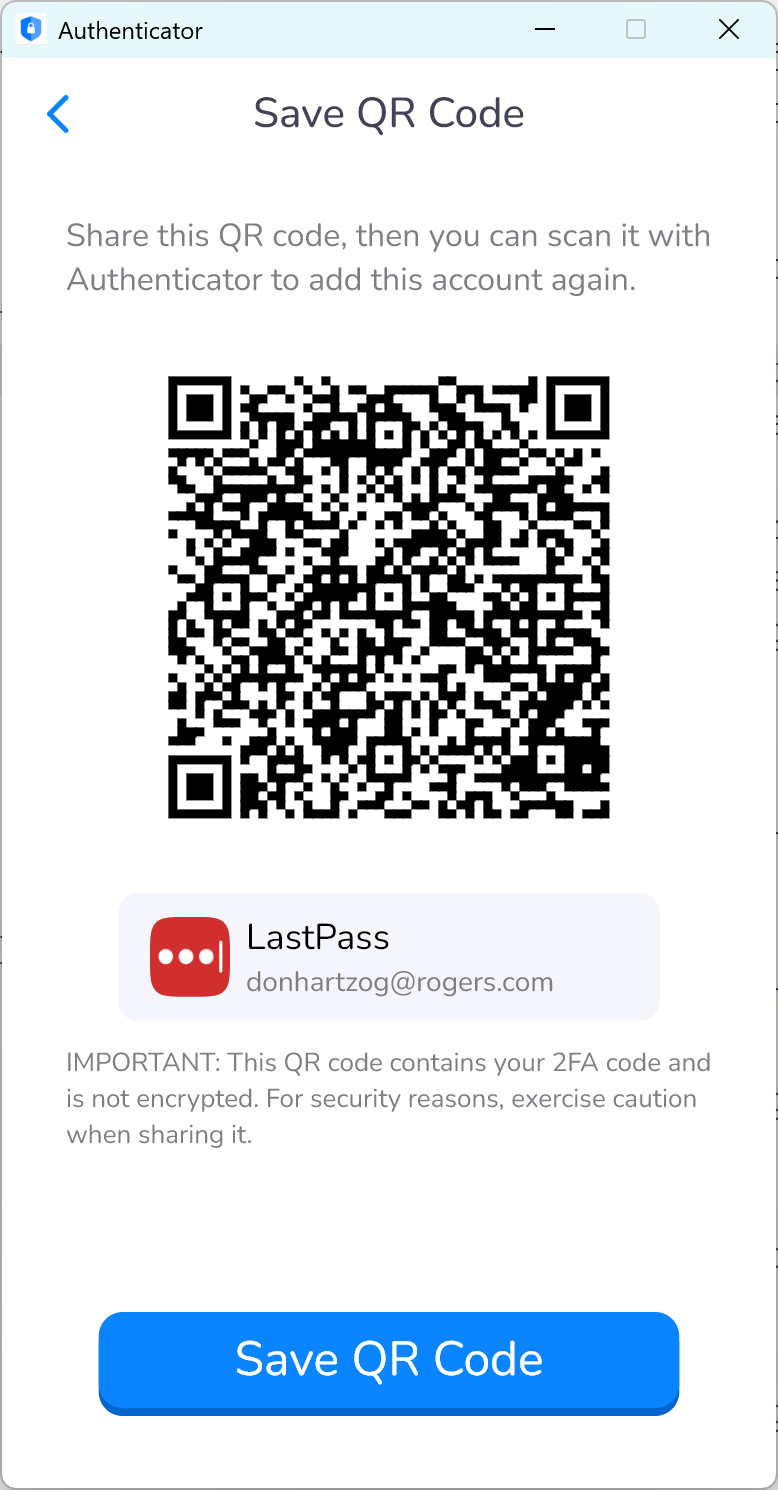 Authenticator
Save QR Code
Share this QR code, then you can scan it with
Authenticator to add this account again.
LastPass
donhartzog@rogers.com
IMPORTANT: This QR code contains your 2FA code and
is not encrypted. For security reasons, exercise caution
when sharing it.
Save QR Code